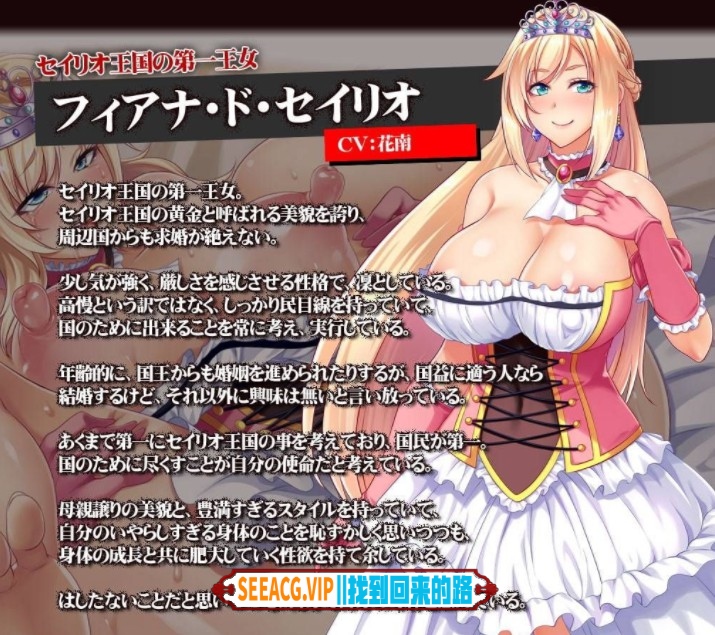 セイリオ王国の第一王女
フィアナ・ド・セイリオ
CV:花南
セイリオ王国の第一王女。
セイリオ王国の黄金と呼ばれる美貌を誇り、
周辺国からも求婚が絶えない。
少し気が強く、厳しさを感じさせる性格で、凛としている。
高慢という訳ではなく、しっかり民目線を持っていて、
国のために出来ることを常に考え、実行している。
年齢的に、国王からも婚姻を進められたりするが、国益に適う人なら
結婚するけど、それ以外に興味は無いと言い放っている。
あくまで第一にセイリオ王国の事を考えており、国民が第一。
国のために尽くすことが自分の使命だと考えている。
母親譲りの美貌と、豊満すぎるスタイルを持っていて、
自分のいやらしすぎる身体のことを恥ずかしく思いつつも、
身体の成長と共に肥大していく性欲を持て余している。
SEEACG.VIP||找到回来的路
はしたないことだと思い
いる。